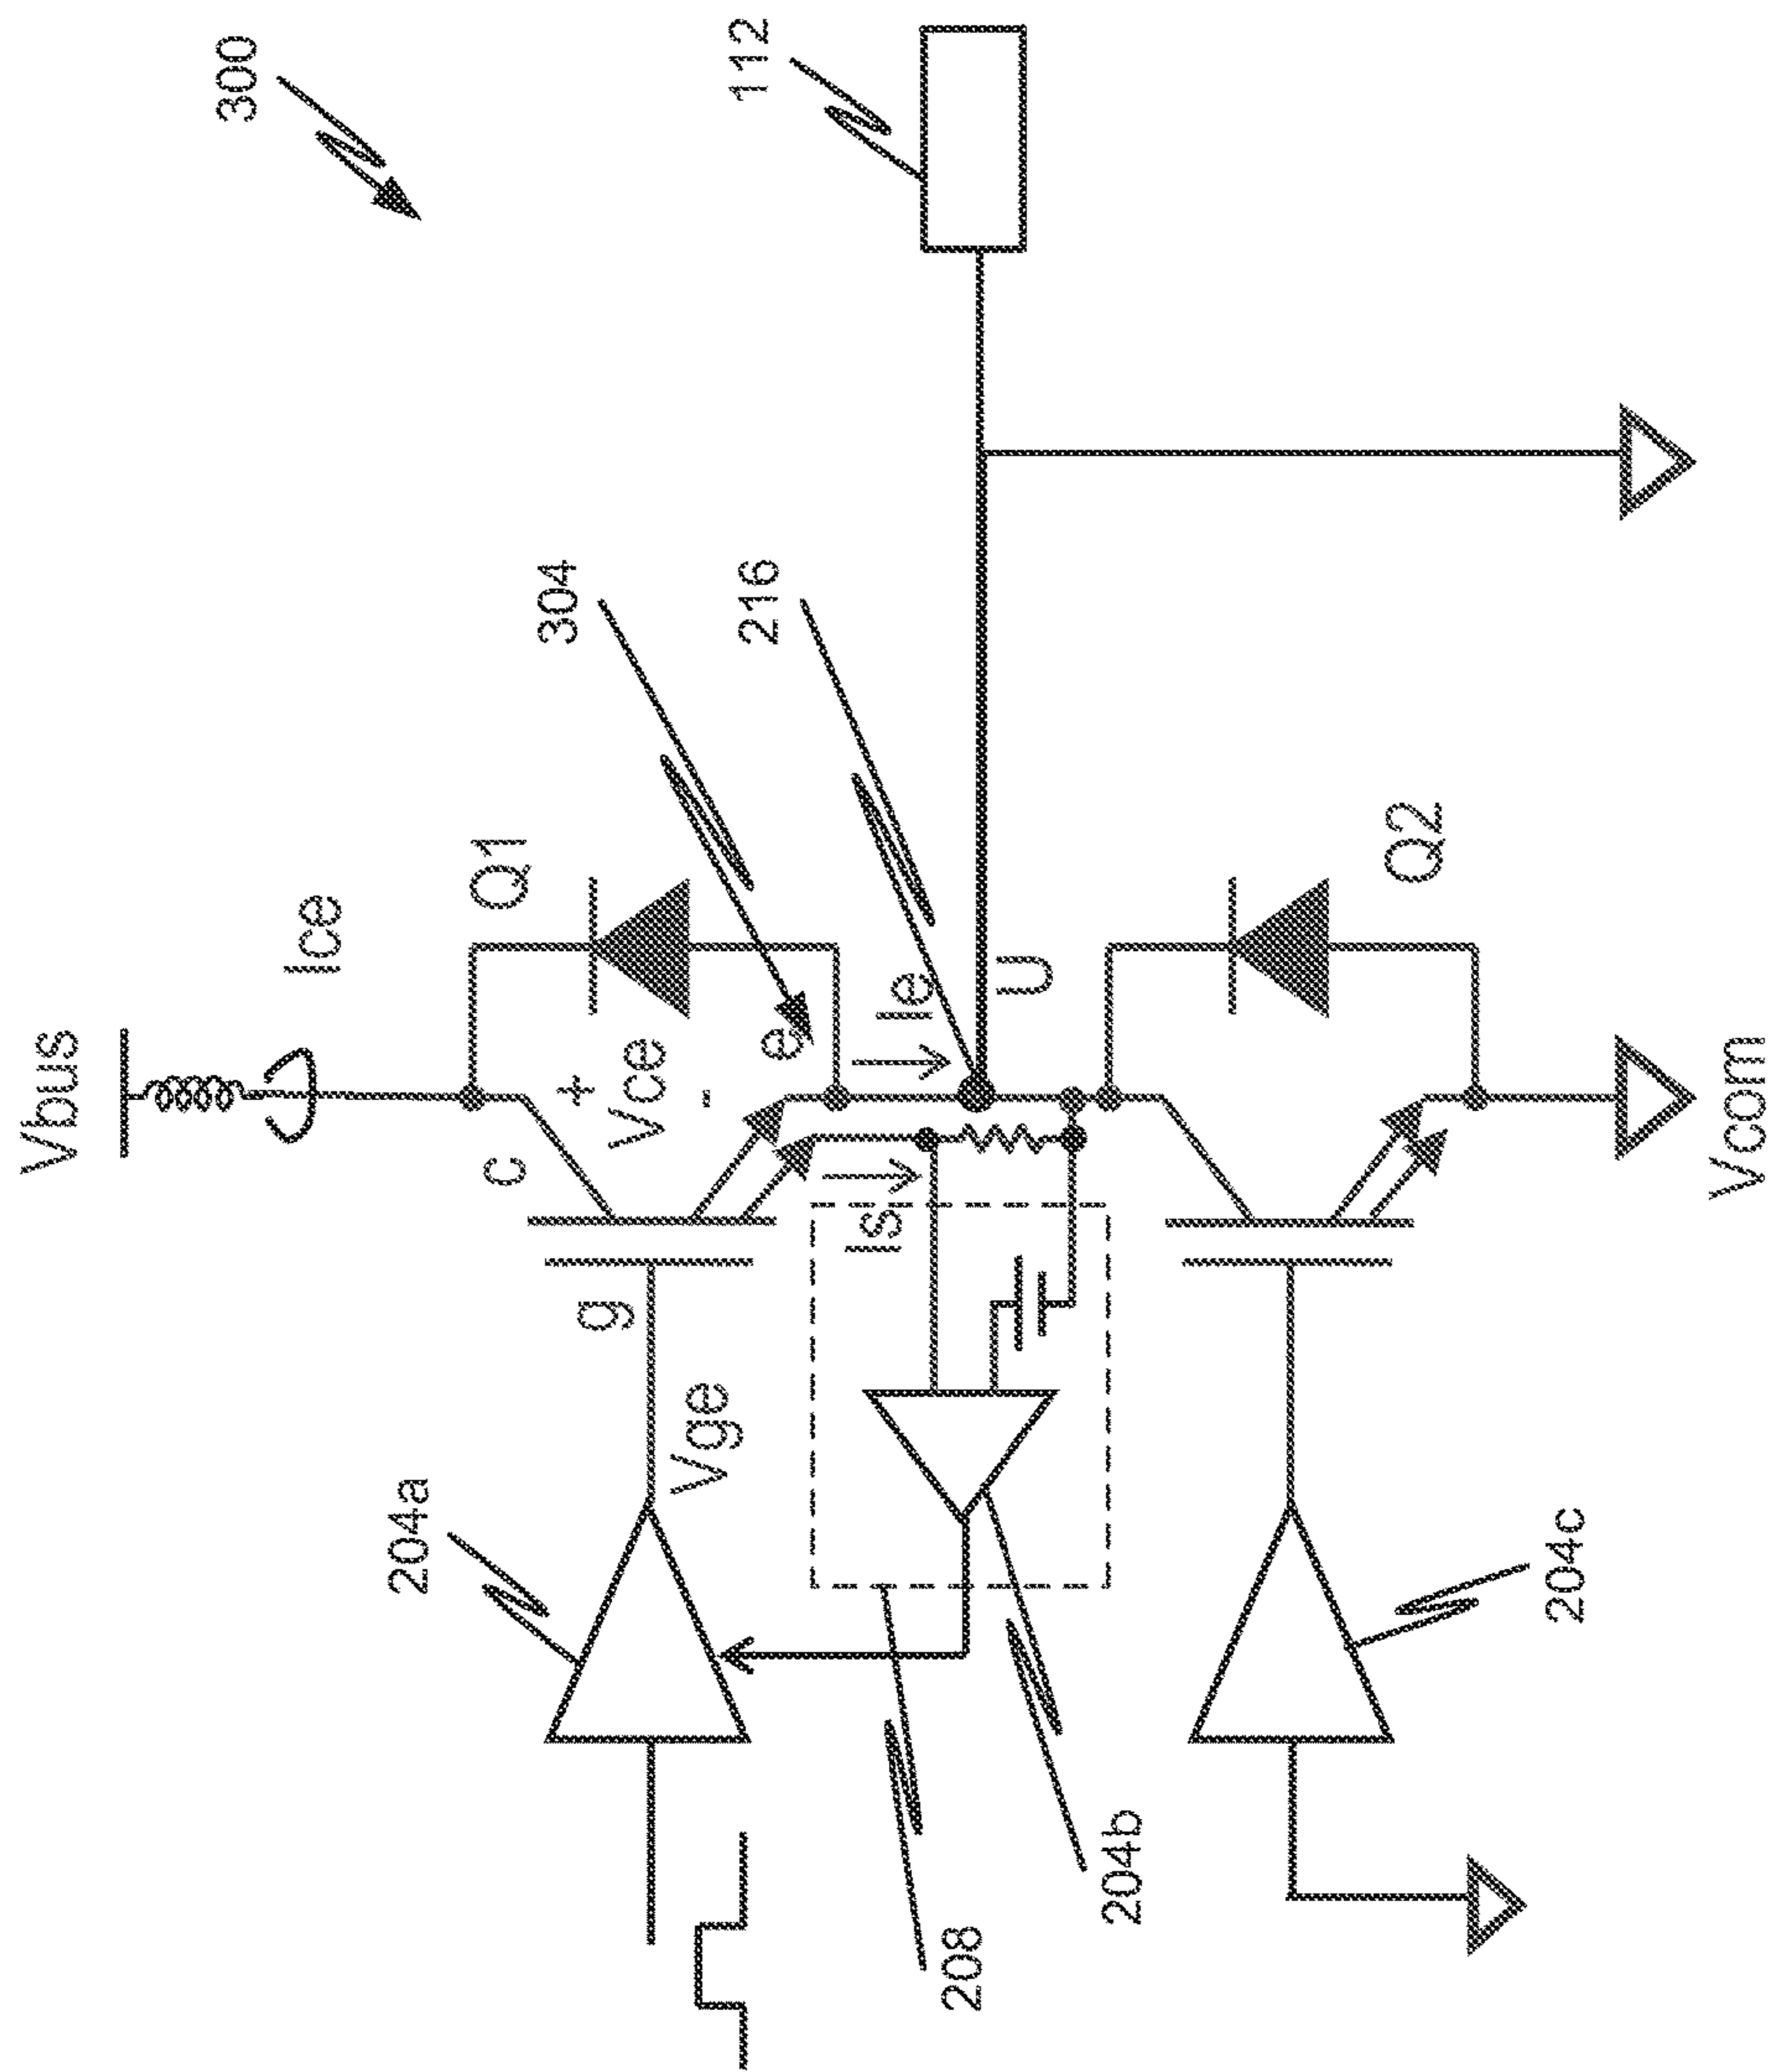 300
112
Vbus
Ice
304
216
Q1
c
+
Vce
-
e
Ie
Is
U
g
Vge
204a
208
204b
204c
Q2
Vcom